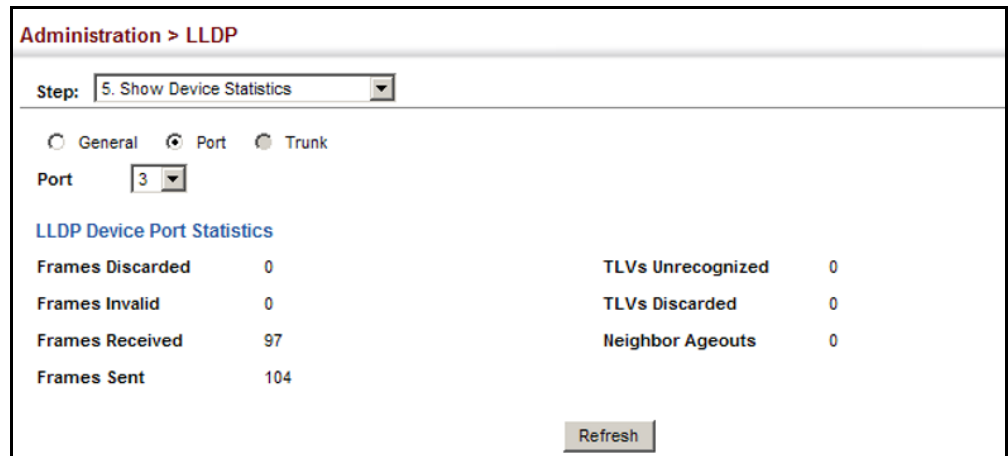 Administration > LLDP
Step: 5. Show Device Statistics
General Port Trunk
Port 3
LLDP Device Port Statistics
Frames Discarded 0 TLVs Unrecognized 0
Frames Invalid 0 TLVs Discarded 0
Frames Received 97 Neighbor Ageouts 0
Frames Sent 104
Refresh